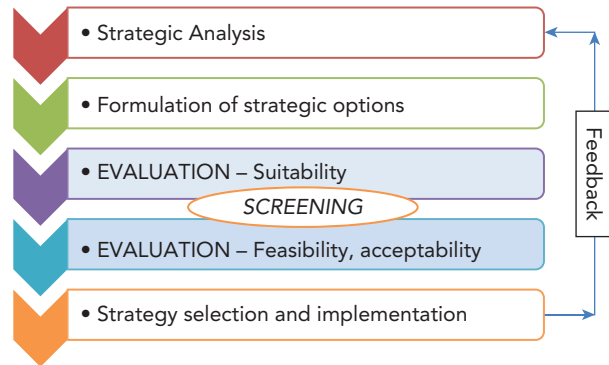 • Strategic Analysis
• Formulation of strategic options
• EVALUATION – Suitability
SCREENING
• EVALUATION – Feasibility, acceptability
• Strategy selection and implementation
Feedback